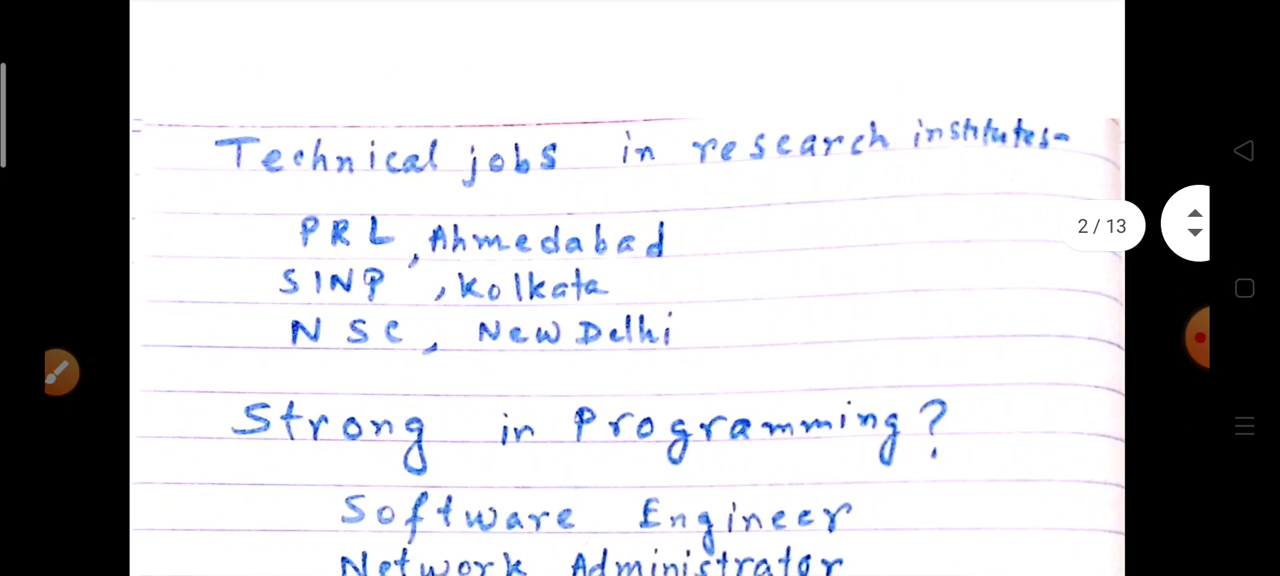 Technical jobs in research institutes-
PRL, Ahmedabad
2 / 13
SINP, Kolkata
NSC, New Delhi
Strong in Programming?
Software Engineer
Network Administrator